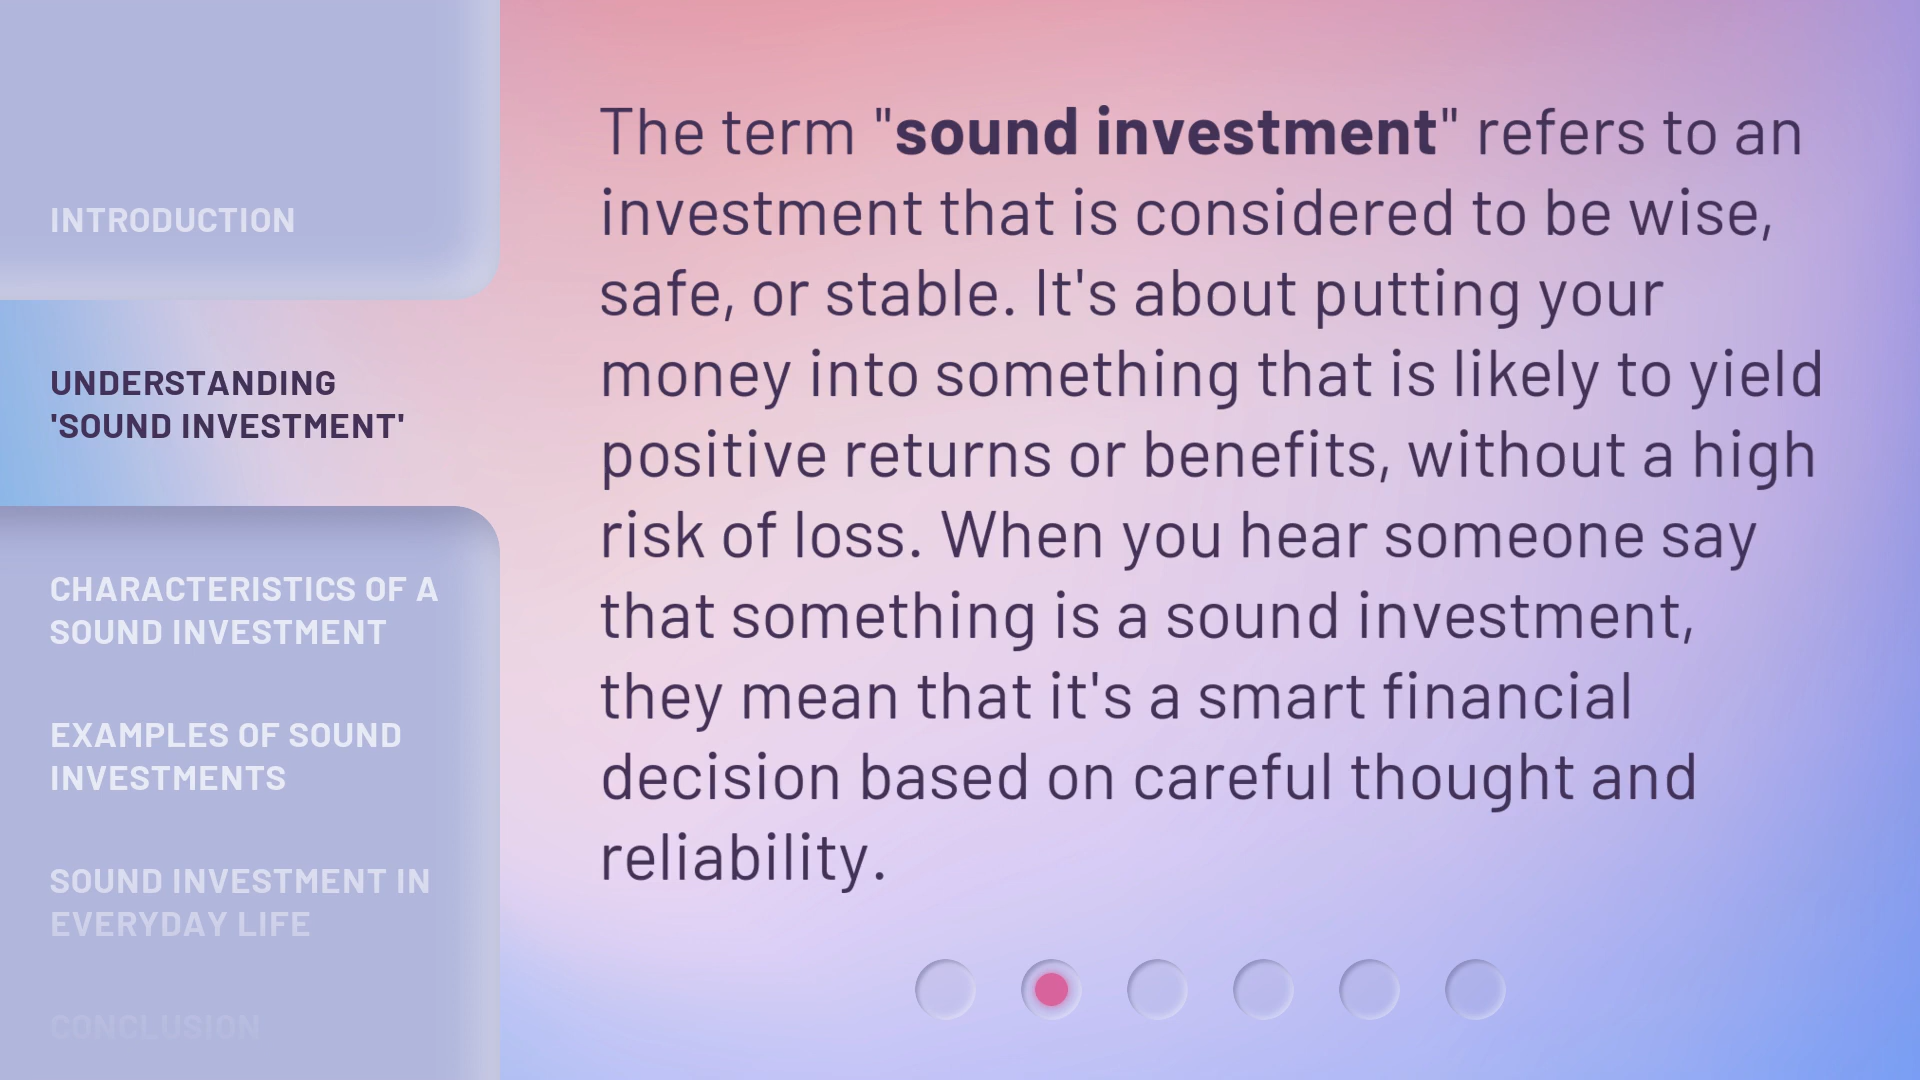 INTRODUCTION
UNDERSTANDING
'SOUND INVESTMENT'
CHARACTERISTICS OF A
SOUND INVESTMENT
EXAMPLES OF SOUND
INVESTMENTS
SOUND INVESTMENT IN
EVERYDAY LIFE
CONCLUSION
The term "sound investment" refers to an
investment that is considered to be wise,
safe, or stable. It's about putting your
money into something that is likely to yield
positive returns or benefits, without a high
risk of loss. When you hear someone say
that something is a sound investment,
they mean that it's a smart financial
decision based on careful thought and
reliability.